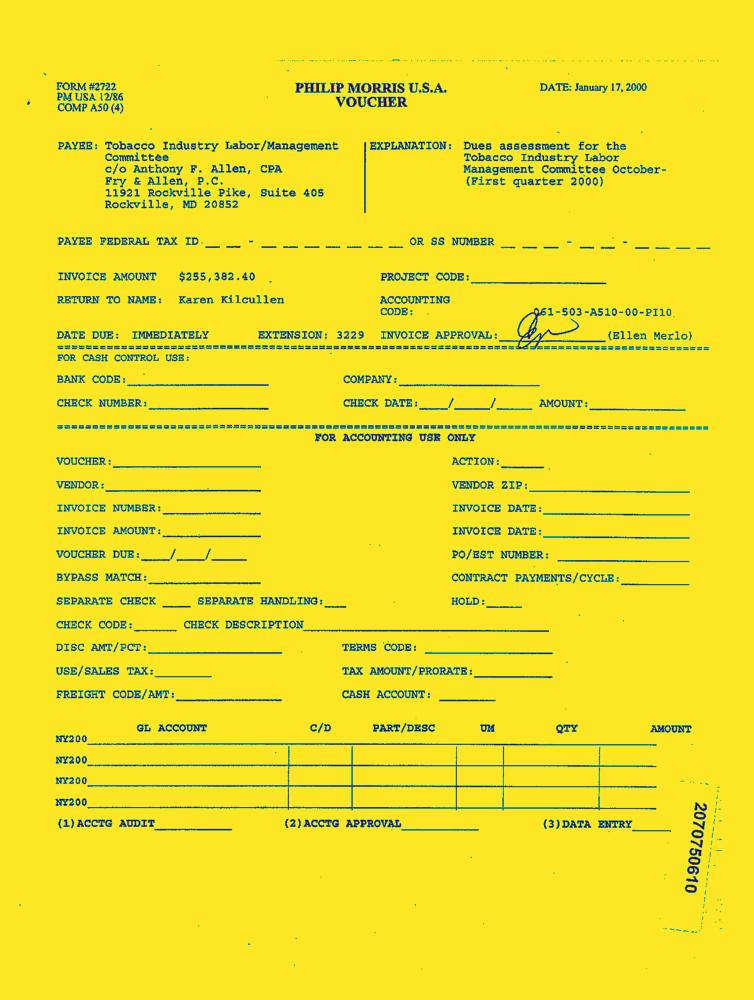 FORM #2722
PM USA 12/86
COMP A50 (4)
PHILIP MORRIS U.S.A.
VOUCHER
DATE: January 17, 2000
PAYEE: Tobacco Industry Labor/Management
Committee
c/o Anthony F. Allen, CPA
Fry & Allen, P.C.
11921 Rockville Pike, Suite 405
Rockville, MD 20852
EXPLANATION: Dues assessment for the
Tobacco Industry Labor
Management Committee October-
(First quarter 2000)
PAYEE FEDERAL TAX ID __ __ - __ __ __ __ __ __ __ OR SS NUMBER __ __ __ - __ __ - __ __ __ __
INVOICE AMOUNT $255,382.40 PROJECT CODE:
RETURN TO NAME: Karen Kilcullen ACCOUNTING
CODE: 061-503-A510-00-PI10
DATE DUE: IMMEDIATELY EXTENSION: 3229 INVOICE APPROVAL: (Ellen Merlo)
FOR CASH CONTROL USE:
BANK CODE: COMPANY:
CHECK NUMBER: CHECK DATE: / / AMOUNT:
FOR ACCOUNTING USE ONLY
VOUCHER: ACTION:
VENDOR: VENDOR ZIP:
INVOICE NUMBER: INVOICE DATE:
INVOICE AMOUNT: INVOICE DATE:
VOUCHER DUE: / / PO/EST NUMBER:
BYPASS MATCH: CONTRACT PAYMENTS/CYCLE:
SEPARATE CHECK SEPARATE HANDLING: HOLD:
CHECK CODE: CHECK DESCRIPTION
DISC AMT/PCT: TERMS CODE:
USE/SALES TAX: TAX AMOUNT/PRORATE:
FREIGHT CODE/AMT: CASH ACCOUNT:
GL ACCOUNT C/D PART/DESC UM QTY AMOUNT
NY200
NY200
NY200
NY200
(1)ACCTG AUDIT (2)ACCTG APPROVAL (3)DATA ENTRY
2070750610